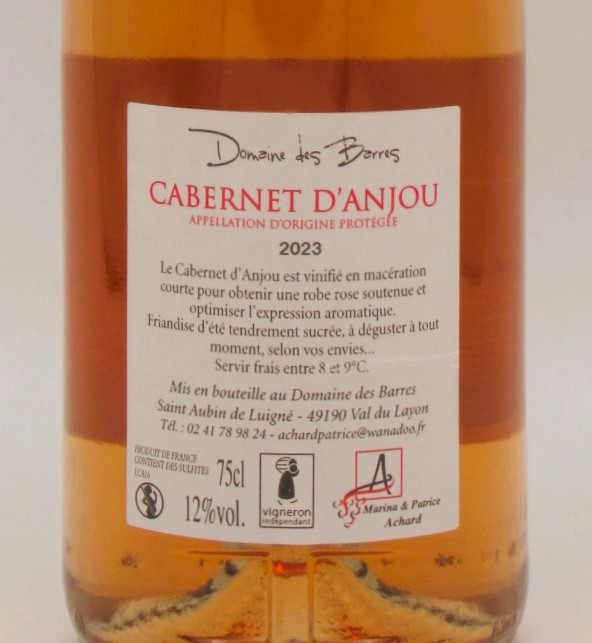 Domaine des Barres
CABERNET D'ANJOU
APPELLATION D'ORIGINE PROTÉGÉE
2023
Le Cabernet d'Anjou est vinifié en macération
courte pour obtenir une robe rose soutenue et
optimiser l'expression aromatique.
Friandise d'été tendrement sucrée, à déguster à tout
moment, selon vos envies...
Servir frais entre 8 et 9°C.
Mis en bouteille au Domaine des Barres
Saint Aubin de Luigné - 49190 Val du Layon
Tél. : 02 41 78 98 24 - achardpatrice@wanadoo.fr
PRODUIT DE FRANCE
CONTIENT DES SULFITES
LCA16
75cl
12%vol.
vigneron
indépendant
A
Marina & Patrice
Achard